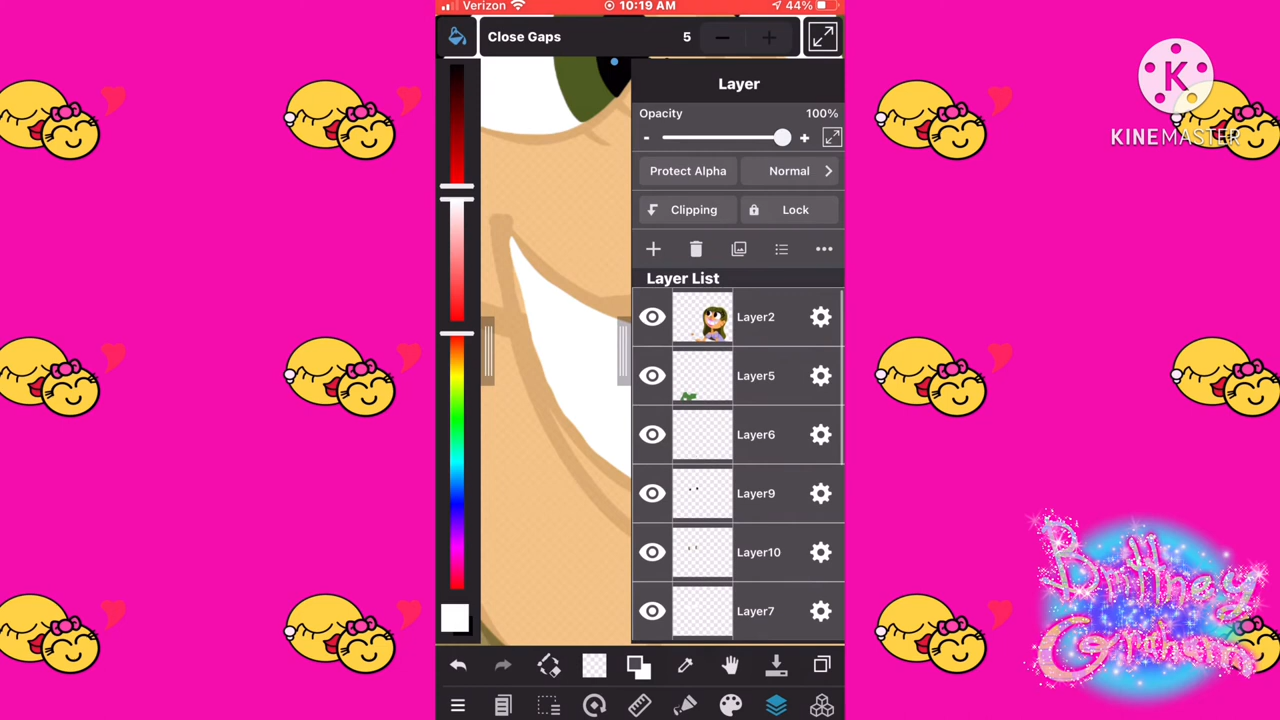 Verizon 10:19 AM 44%
Close Gaps 5
Layer
Opacity 100%
- +
Protect Alpha Normal
Clipping Lock
Layer List
Layer2
Layer5
Layer6
Layer9
Layer10
Layer7
K
KINEMASTER
Brittney
Graham